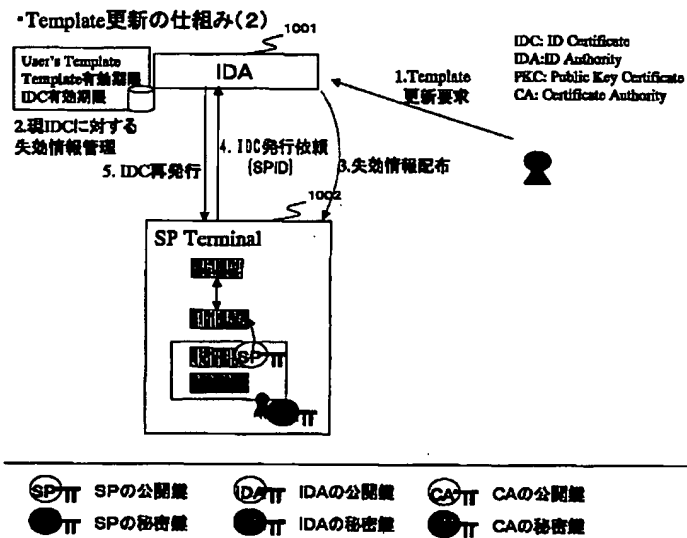 ・Template更新の仕組み(2)
1001
IDC: ID Certificate
IDA:ID Authority
PKC: Public Key Certificate
CA: Certificate Authority
User's Template
Template有効期限
IDC有効期限
IDA
1.Template
更新要求
2.現IDCに対する
失効情報管理
4. IDC発行依頼
(SPID)
3.失効情報配布
5. IDC再発行
1002
SP Terminal
SP
SP SPの公開鍵
IDA IDAの公開鍵
CA CAの公開鍵
SPの秘密鍵
IDAの秘密鍵
CAの秘密鍵